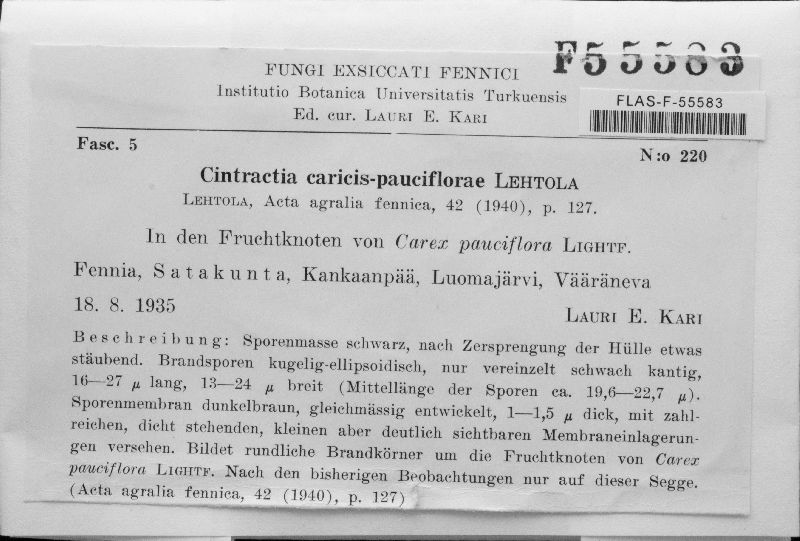 F55583
FUNGI EXSICCATI FENNICI
Institutio Botanica Universitatis Turkuensis
Ed. cur. LAURI E. KARI
FLAS-F-55583
Fasc. 5
N:o 220
Cintractia caricis-pauciflorae LEHTOLA
LEHTOLA, Acta agralia fennica, 42 (1940), p. 127.
In den Fruchtknoten von Carex pauciflora LIGHTF.
Fennia, Satakunta, Kankaanpää, Luomajärvi, Vääräneva
18. 8. 1935
LAURI E. KARI
Beschreibung: Sporenmasse schwarz, nach Zersprengung der Hülle etwas
stäubend. Brandsporen kugelig-ellipsoidisch, nur vereinzelt schwach kantig,
16—27 μ lang, 13—24 μ breit (Mittellänge der Sporen ca. 19,6—22,7 μ).
Sporenmembran dunkelbraun, gleichmässig entwickelt, 1—1,5 μ dick, mit zahl-
reichen, dicht stehenden, kleinen aber deutlich sichtbaren Membraneinlagerun-
gen versehen. Bildet rundliche Brandkörner um die Fruchtknoten von Carex
pauciflora LIGHTF. Nach den bisherigen Beobachtungen nur auf dieser Segge.
(Acta agralia fennica, 42 (1940), p. 127)